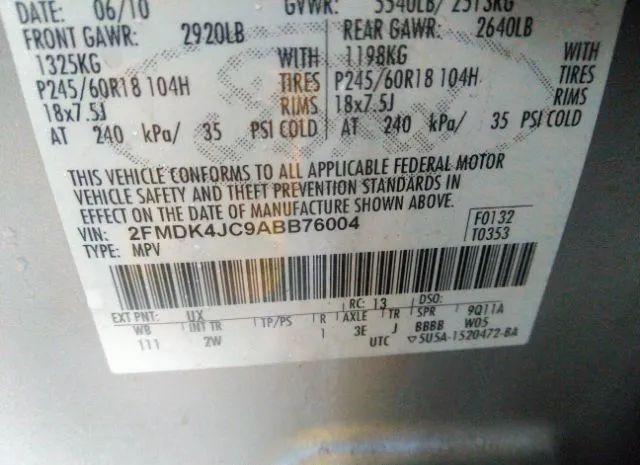 DATE: 06/10 GVWR: 5540LB/ 2513KG
FRONT GAWR: 2920LB REAR GAWR: 2640LB
1325KG WITH 1198KG WITH
P245/60R18 104H TIRES P245/60R18 104H TIRES
18x7.5J RIMS 18x7.5J RIMS
AT 240 kPa/ 35 PSI COLD AT 240 kPa/ 35 PSI COLD
THIS VEHICLE CONFORMS TO ALL APPLICABLE FEDERAL MOTOR
VEHICLE SAFETY AND THEFT PREVENTION STANDARDS IN
EFFECT ON THE DATE OF MANUFACTURE SHOWN ABOVE.
VIN: 2FMDK4JC9ABB76004 F0132
TYPE: MPV T0353
EXT PNT: UX RC: 13 DSO:
WB INT TR TP/PS R AXLE TR SPR 9Q11A
111 2W 1 3E J BBBB W05
UTC ▽5U5A-1520472-BA